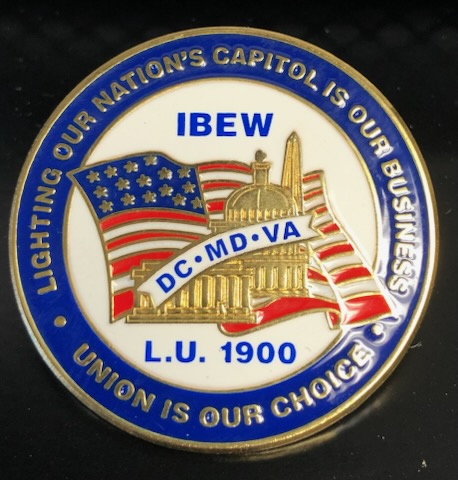 LIGHTING OUR NATION'S CAPITOL IS OUR BUSINESS
IBEW
DC • MD • VA
L.U. 1900
• UNION IS OUR CHOICE •